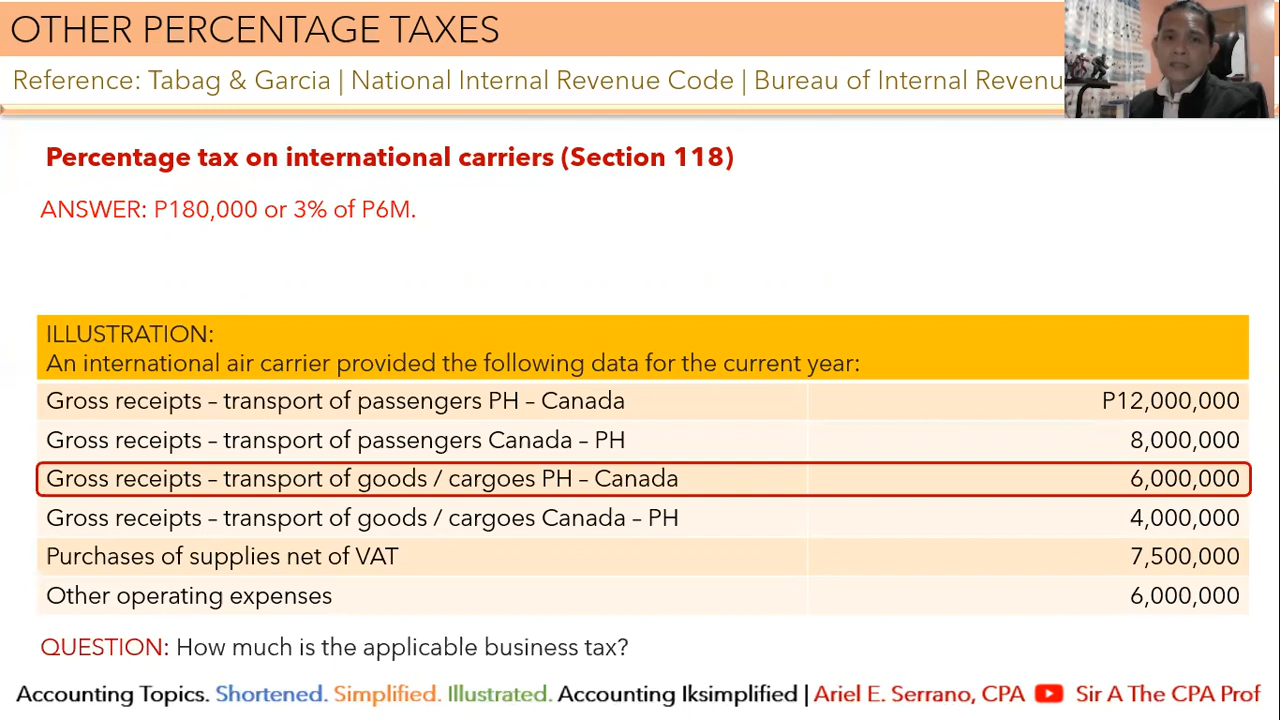 OTHER PERCENTAGE TAXES
Reference: Tabag & Garcia | National Internal Revenue Code | Bureau of Internal Revenu
Percentage tax on international carriers (Section 118)
ANSWER: P180,000 or 3% of P6M.
ILLUSTRATION:
An international air carrier provided the following data for the current year:
Gross receipts – transport of passengers PH – Canada P12,000,000
Gross receipts – transport of passengers Canada – PH 8,000,000
Gross receipts – transport of goods / cargoes PH – Canada 6,000,000
Gross receipts – transport of goods / cargoes Canada – PH 4,000,000
Purchases of supplies net of VAT 7,500,000
Other operating expenses 6,000,000
QUESTION: How much is the applicable business tax?
Accounting Topics. Shortened. Simplified. Illustrated. Accounting Iksimplified | Ariel E. Serrano, CPA Sir A The CPA Prof